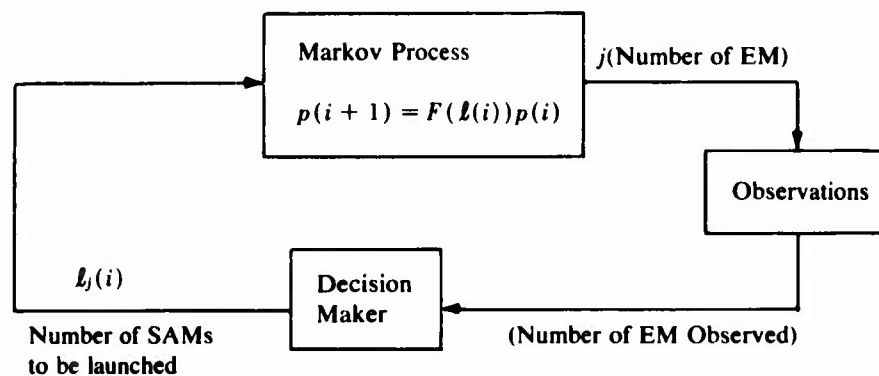 Markov Process
j(Number of EM)
p(i + 1) = F(ℓ(i))p(i)
Observations
ℓⱼ(i)
Decision
Maker
Number of SAMs
to be launched
(Number of EM Observed)